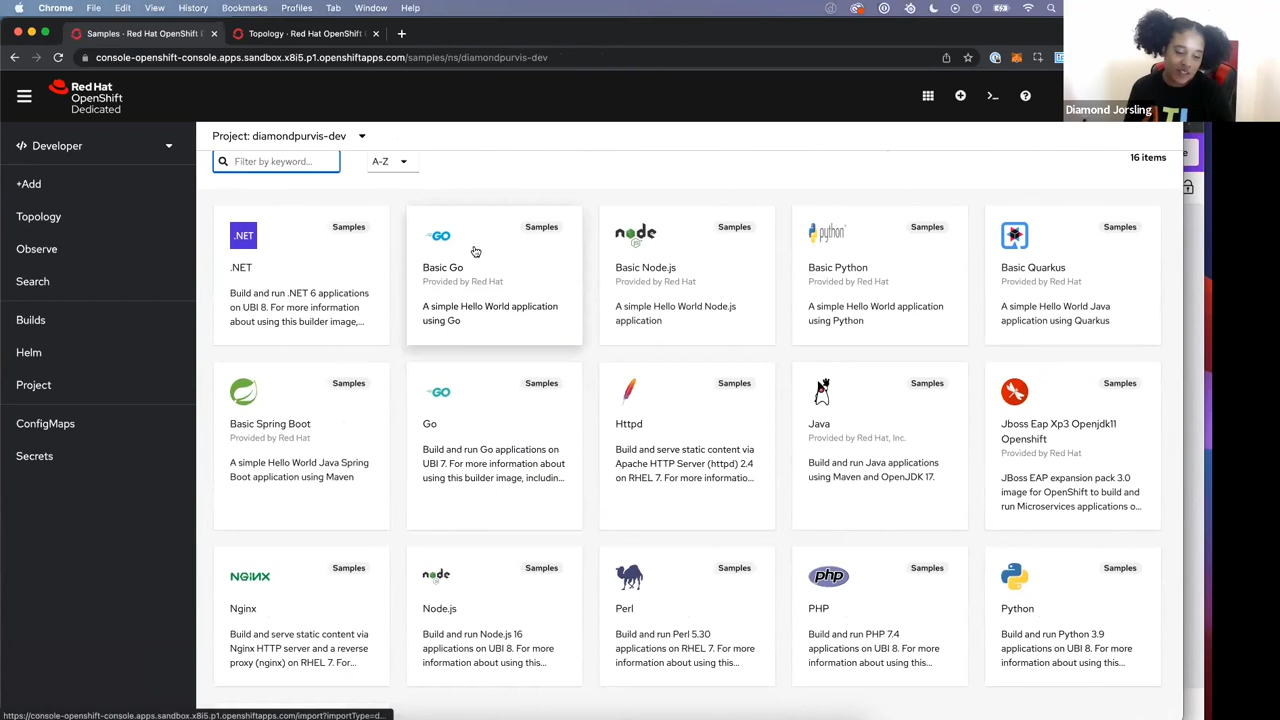 Chrome File Edit View History Bookmarks Profiles Tab Window Help
Samples · Red Hat OpenShift
Topology · Red Hat OpenShift
console-openshift-console.apps.sandbox.x8i5.p1.openshiftapps.com/samples/ns/diamondpurvis-dev
Diamond Jorsling
Red Hat
OpenShift
Dedicated
Project: diamondpurvis-dev
Developer
+Add
Topology
Observe
Search
Builds
Helm
Project
ConfigMaps
Secrets
Filter by keyword...
A-Z
16 items
.NET
Samples
.NET
Build and run .NET 6 applications
on UBI 8. For more information
about using this builder image,...
GO
Samples
Basic Go
Provided by Red Hat
A simple Hello World application
using Go
node
Samples
Basic Node.js
Provided by Red Hat
A simple Hello World Node.js
application
python
Samples
Basic Python
Provided by Red Hat
A simple Hello World application
using Python
Samples
Basic Quarkus
Provided by Red Hat
A simple Hello World Java
application using Quarkus
Samples
Basic Spring Boot
Provided by Red Hat
A simple Hello World Java Spring
Boot application using Maven
GO
Samples
Go
Build and run Go applications on
UBI 7. For more information about
using this builder image, includin...
Samples
Httpd
Build and serve static content via
Apache HTTP Server (httpd) 2.4
on RHEL 7. For more informatio...
Samples
Java
Provided by Red Hat, Inc.
Build and run Java applications
using Maven and OpenJDK 17.
Samples
Jboss Eap Xp3 Openjdk11
Openshift
Provided by Red Hat
JBoss EAP expansion pack 3.0
image for OpenShift to build and
run Microservices applications o...
NGINX
Samples
Nginx
Build and serve static content via
Nginx HTTP server and a reverse
proxy (nginx) on RHEL 7. For...
node
Samples
Node.js
Build and run Node.js 16
applications on UBI 8. For more
information about using this...
Samples
Perl
Build and run Perl 5.30
applications on RHEL 7. For more
information about using this...
php
Samples
PHP
Build and run PHP 7.4
applications on UBI 8. For more
information about using this...
Samples
Python
Build and run Python 3.9
applications on UBI 8. For more
information about using this...
https://console-openshift-console.apps.sandbox.x8i5.p1.openshiftapps.com/import?importType=d...